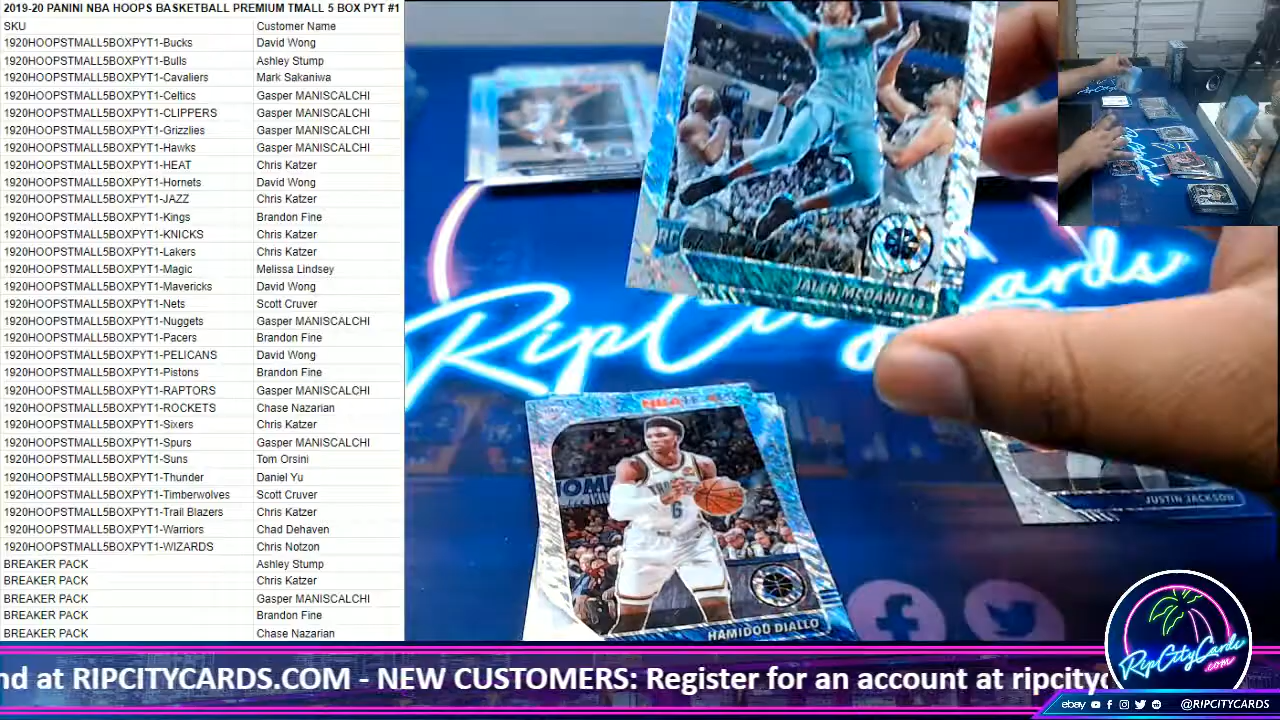 2019-20 PANINI NBA HOOPS BASKETBALL PREMIUM TMALL 5 BOX PYT #1
SKU Customer Name
1920HOOPSTMALL5BOXPYT1-Bucks David Wong
1920HOOPSTMALL5BOXPYT1-Bulls Ashley Stump
1920HOOPSTMALL5BOXPYT1-Cavaliers Mark Sakaniwa
1920HOOPSTMALL5BOXPYT1-Celtics Gasper MANISCALCHI
1920HOOPSTMALL5BOXPYT1-CLIPPERS Gasper MANISCALCHI
1920HOOPSTMALL5BOXPYT1-Grizzlies Gasper MANISCALCHI
1920HOOPSTMALL5BOXPYT1-Hawks Gasper MANISCALCHI
1920HOOPSTMALL5BOXPYT1-HEAT Chris Katzer
1920HOOPSTMALL5BOXPYT1-Hornets David Wong
1920HOOPSTMALL5BOXPYT1-JAZZ Chris Katzer
1920HOOPSTMALL5BOXPYT1-Kings Brandon Fine
1920HOOPSTMALL5BOXPYT1-KNICKS Chris Katzer
1920HOOPSTMALL5BOXPYT1-Lakers Chris Katzer
1920HOOPSTMALL5BOXPYT1-Magic Melissa Lindsey
1920HOOPSTMALL5BOXPYT1-Mavericks David Wong
1920HOOPSTMALL5BOXPYT1-Nets Scott Cruver
1920HOOPSTMALL5BOXPYT1-Nuggets Gasper MANISCALCHI
1920HOOPSTMALL5BOXPYT1-Pacers Brandon Fine
1920HOOPSTMALL5BOXPYT1-PELICANS David Wong
1920HOOPSTMALL5BOXPYT1-Pistons Brandon Fine
1920HOOPSTMALL5BOXPYT1-RAPTORS Gasper MANISCALCHI
1920HOOPSTMALL5BOXPYT1-ROCKETS Chase Nazarian
1920HOOPSTMALL5BOXPYT1-Sixers Chris Katzer
1920HOOPSTMALL5BOXPYT1-Spurs Gasper MANISCALCHI
1920HOOPSTMALL5BOXPYT1-Suns Tom Orsini
1920HOOPSTMALL5BOXPYT1-Thunder Daniel Yu
1920HOOPSTMALL5BOXPYT1-Timberwolves Scott Cruver
1920HOOPSTMALL5BOXPYT1-Trail Blazers Chris Katzer
1920HOOPSTMALL5BOXPYT1-Warriors Chad Dehaven
1920HOOPSTMALL5BOXPYT1-WIZARDS Chris Notzon
BREAKER PACK Ashley Stump
BREAKER PACK Chris Katzer
BREAKER PACK Gasper MANISCALCHI
BREAKER PACK Brandon Fine
BREAKER PACK Chase Nazarian
RC
JALEN MCDANIELS
RipCityCards
6
HAMIDOU DIALLO
JUSTIN JACKSON
RipCityCards
.com
nd at RIPCITYCARDS.COM - NEW CUSTOMERS: Register for an account at ripcityc
ebay @RIPCITYCARDS